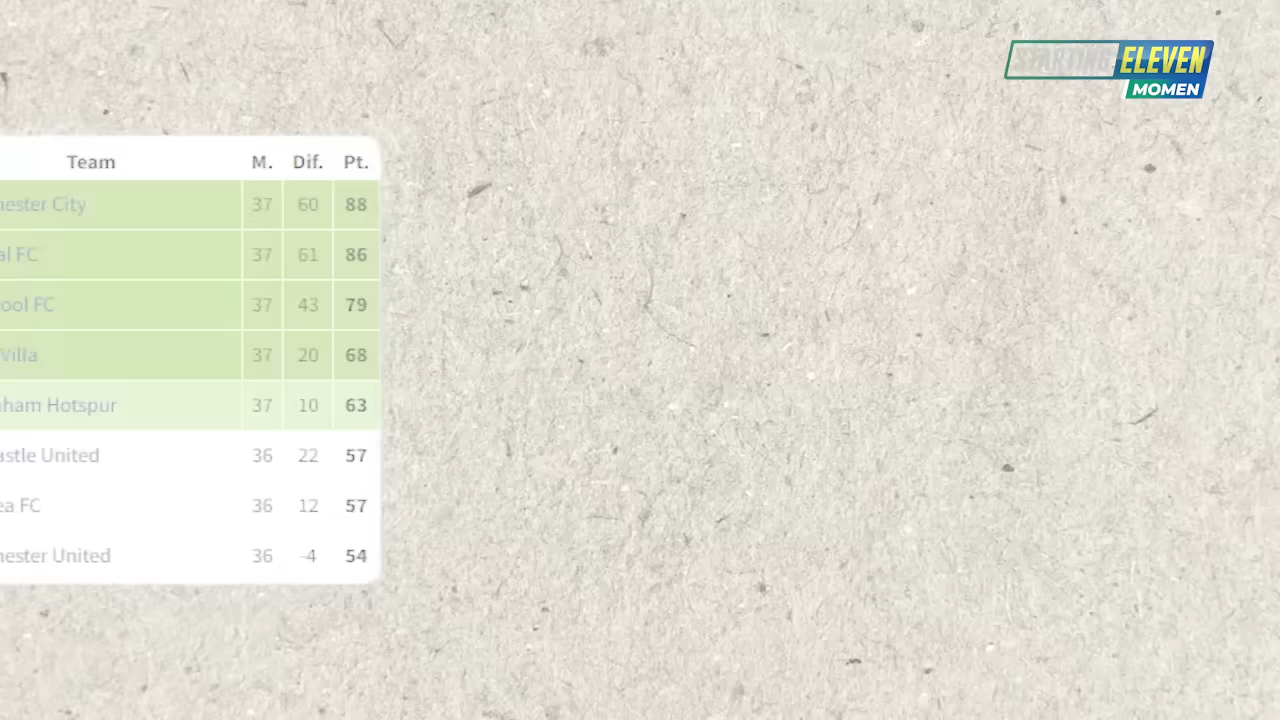 STARTING ELEVEN
MOMEN
Team M. Dif. Pt.
hester City 37 60 88
al FC 37 61 86
ool FC 37 43 79
Villa 37 20 68
ham Hotspur 37 10 63
astle United 36 22 57
ea FC 36 12 57
hester United 36 -4 54